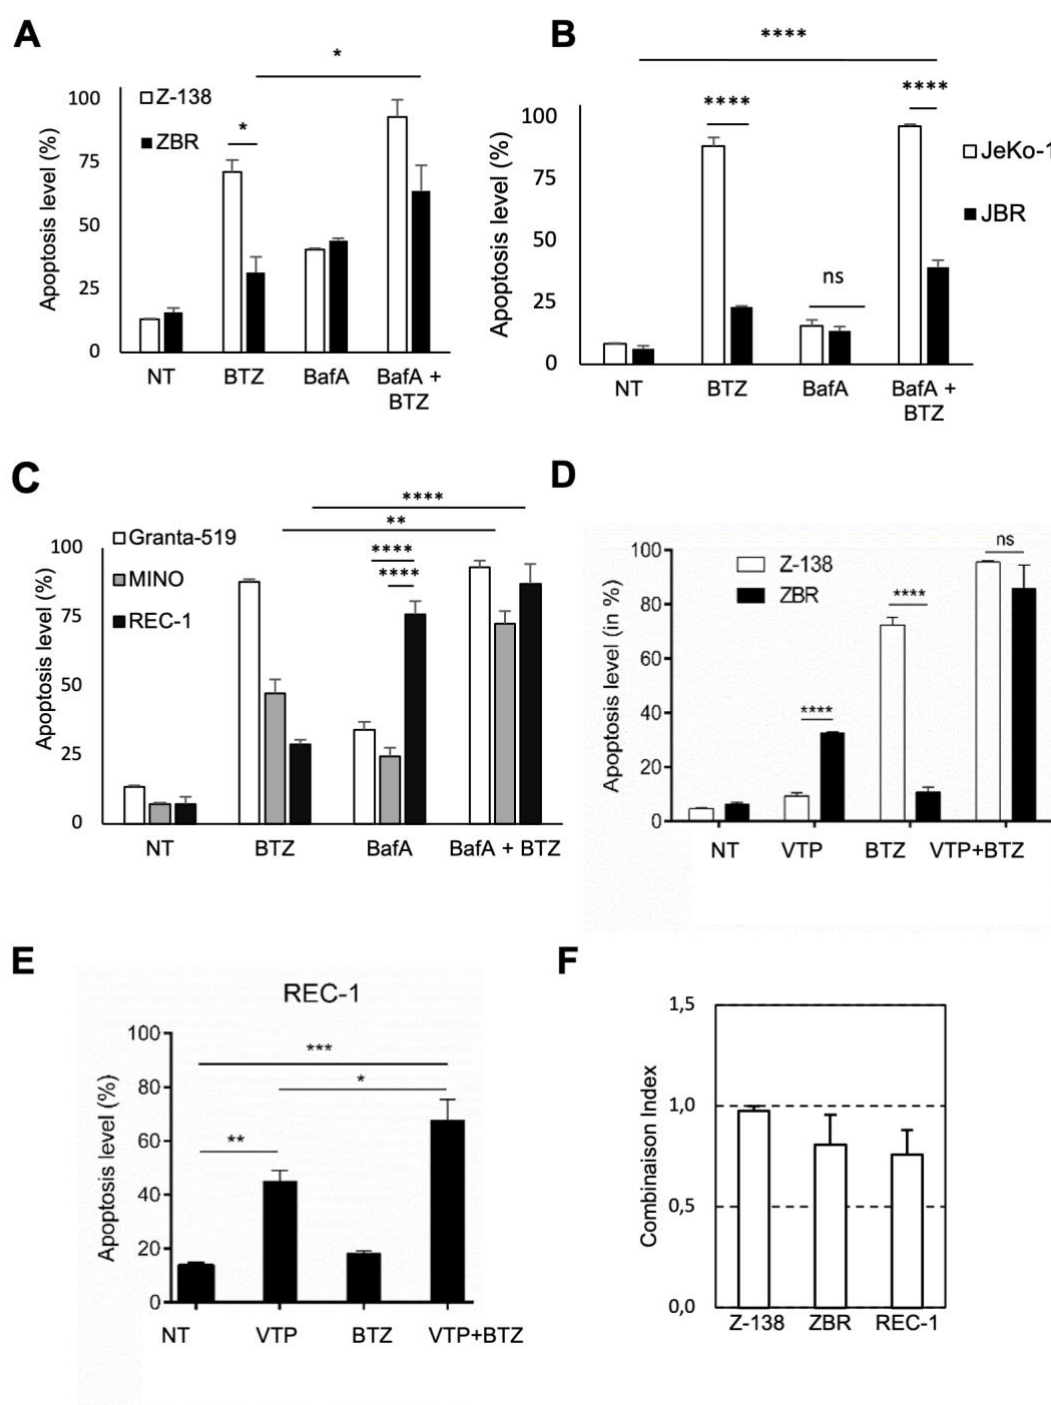 A
*
100
Z-138
ZBR
*
75
50
25
0
Apoptosis level (%)
NT
BTZ
BafA
BafA +
BTZ
B
****
****
****
100
75
50
25
0
ns
Apoptosis level (%)
JeKo-1
JBR
NT
BTZ
BafA
BafA +
BTZ
C
****
**
****
****
100
75
50
25
0
Granta-519
MINO
REC-1
Apoptosis level (%)
NT
BTZ
BafA
BafA + BTZ
D
100
80
60
40
20
0
Z-138
ZBR
ns
****
****
Apoptosis level (in %)
NT
VTP
BTZ
VTP+BTZ
E
REC-1
100
80
60
40
20
0
***
*
**
Apoptosis level (%)
NT
VTP
BTZ
VTP+BTZ
F
1,5
1,0
0,5
0,0
Combinaison Index
Z-138
ZBR
REC-1